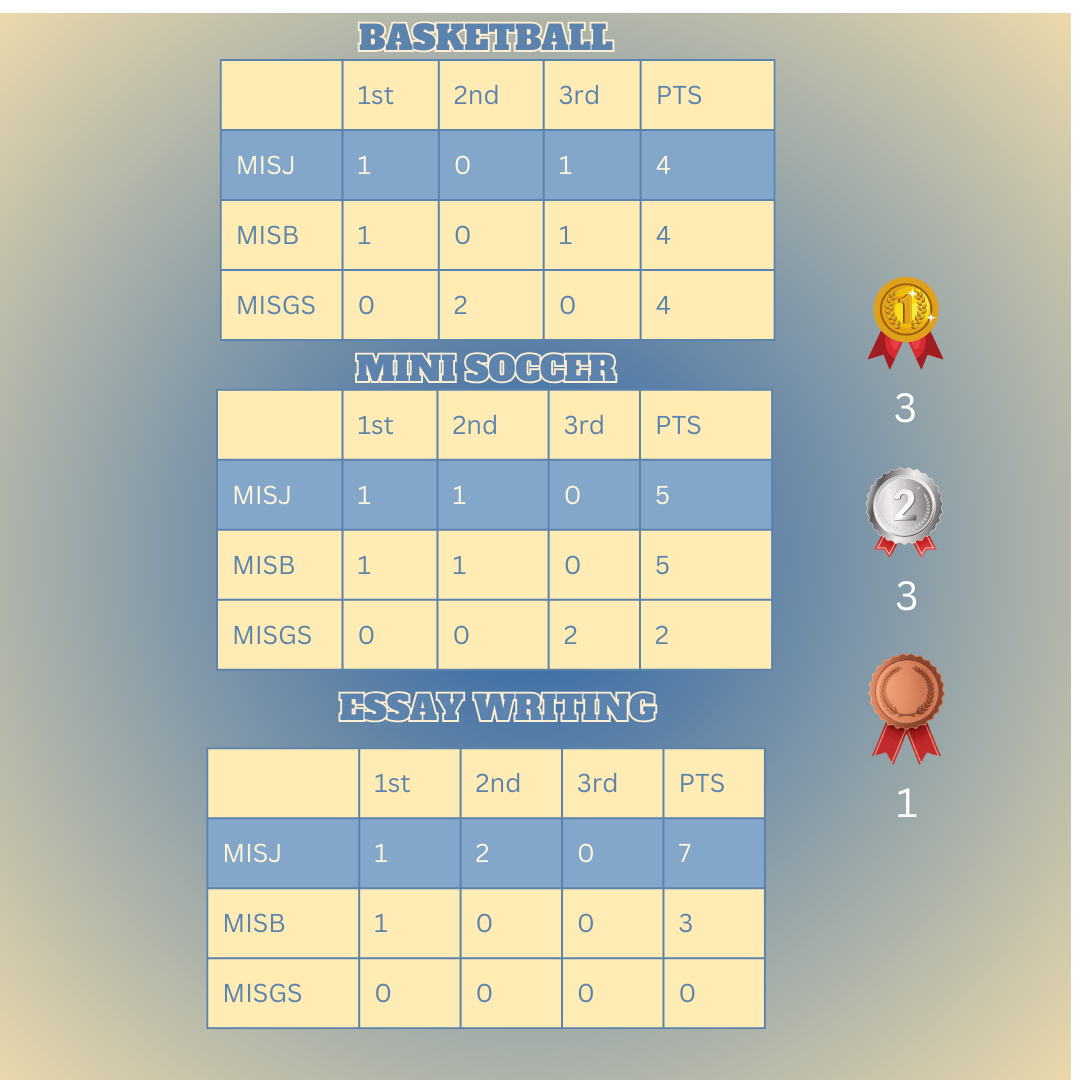 BASKETBALL
1st 2nd 3rd PTS
MISJ 1 0 1 4
MISB 1 0 1 4
MISGS 0 2 0 4
MINI SOCCER
1st 2nd 3rd PTS
MISJ 1 1 0 5
MISB 1 1 0 5
MISGS 0 0 2 2
ESSAY WRITING
1st 2nd 3rd PTS
MISJ 1 2 0 7
MISB 1 0 0 3
MISGS 0 0 0 0
1
3
2
3
1